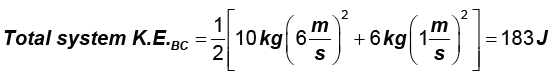 Total system K.E.BC = 1/2 [ 10 kg ( 6 m/s )² + 6 kg ( 1 m/s )² ] = 183 J